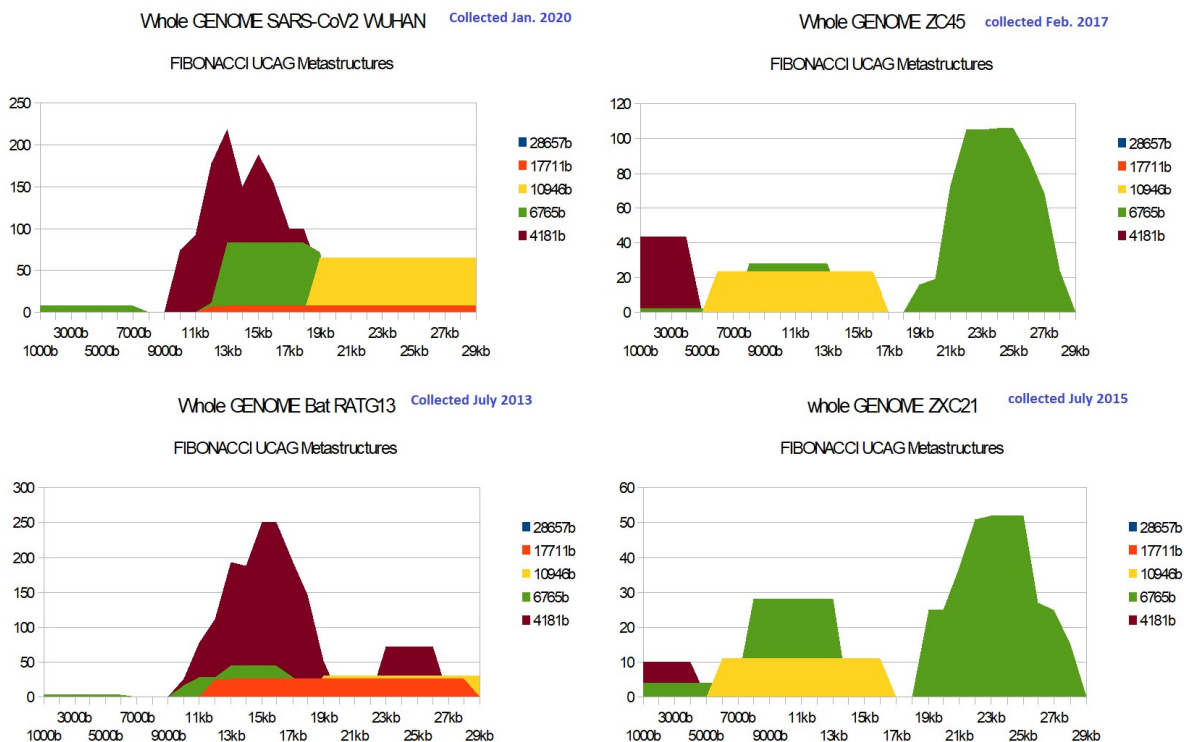 Whole GENOME SARS-CoV2 WUHAN Collected Jan. 2020
FIBONACCI UCAG Metastructures
250
200
150
100
50
0
28657b
17711b
10946b
6765b
4181b
3000b 7000b 11kb 15kb 19kb 23kb 27kb
1000b 5000b 9000b 13kb 17kb 21kb 25kb 29kb
Whole GENOME ZC45 collected Feb. 2017
FIBONACCI UCAG Metastructures
120
100
80
60
40
20
0
28657b
17711b
10946b
6765b
4181b
3000b 7000b 11kb 15kb 19kb 23kb 27kb
1000b 5000b 9000b 13kb 17kb 21kb 25kb 29kb
Whole GENOME Bat RATG13 Collected July 2013
FIBONACCI UCAG Metastructures
300
250
200
150
100
50
0
28657b
17711b
10946b
6765b
4181b
3000b 7000b 11kb 15kb 19kb 23kb 27kb
1000b 5000b 9000b 13kb 17kb 21kb 25kb 29kb
whole GENOME ZXC21 collected July 2015
FIBONACCI UCAG Metastructures
60
50
40
30
20
10
0
28657b
17711b
10946b
6765b
4181b
3000b 7000b 11kb 15kb 19kb 23kb 27kb
1000b 5000b 9000b 13kb 17kb 21kb 25kb 29kb